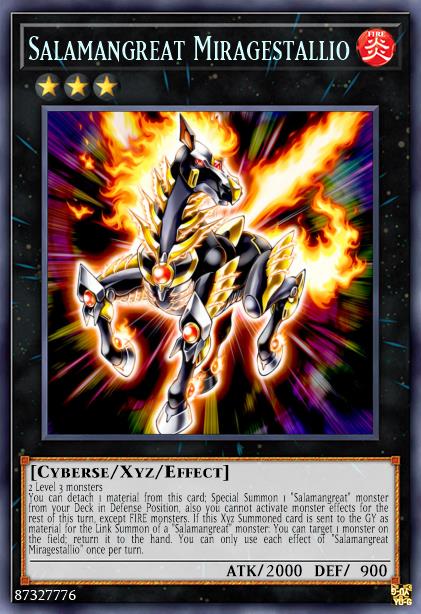 SALAMANGREAT MIRAGESTALLIO
FIRE
炎
[CYBERSE/XYZ/EFFECT]
2 Level 3 monsters
You can detach 1 material from this card; Special Summon 1 "Salamangreat" monster
from your Deck in Defense Position, also you cannot activate monster effects for the
rest of this turn, except FIRE monsters. If this Xyz Summoned card is sent to the GY as
material for the Link Summon of a "Salamangreat" monster: You can target 1 monster on
the field; return it to the hand. You can only use each effect of "Salamangreat
Miragestallio" once per turn.
ATK/2000 DEF/ 900
87327776